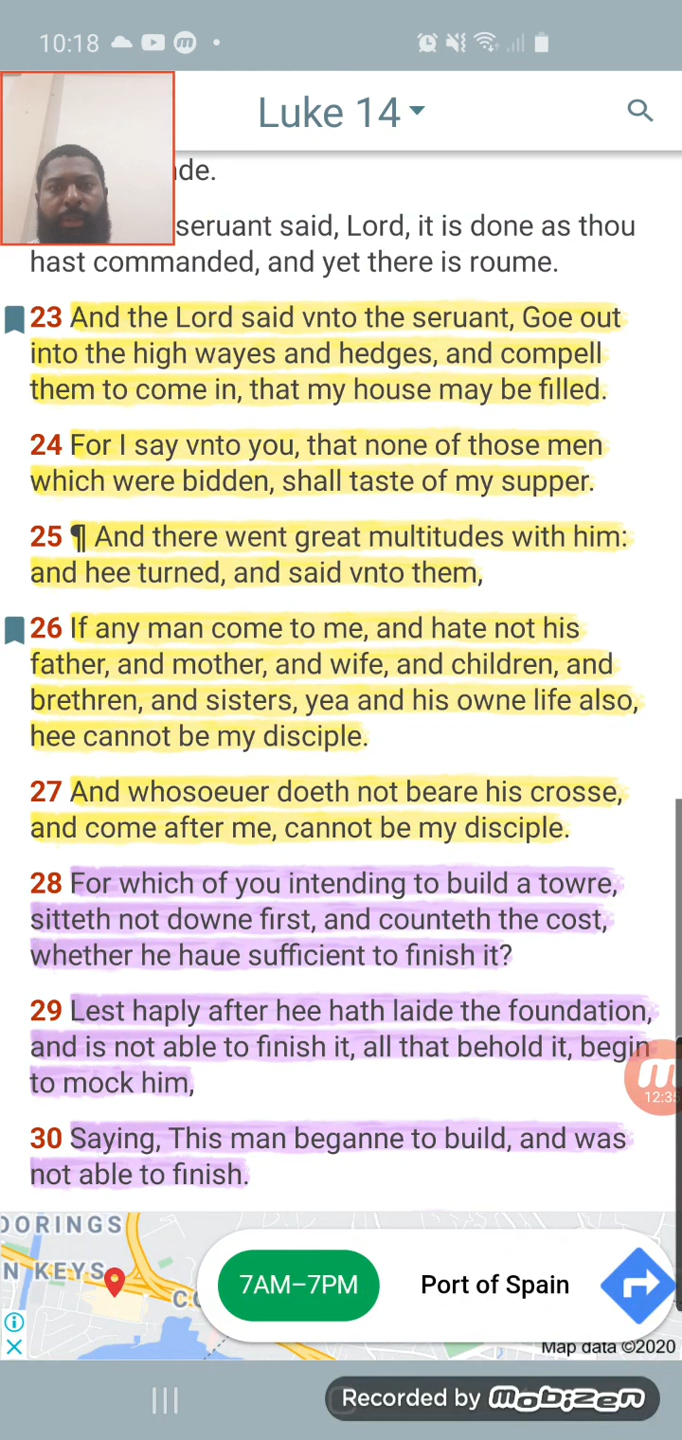 10:18
Luke 14
de.
seruant said, Lord, it is done as thou
hast commanded, and yet there is roume.
23 And the Lord said vnto the seruant, Goe out
into the high wayes and hedges, and compell
them to come in, that my house may be filled.
24 For I say vnto you, that none of those men
which were bidden, shall taste of my supper.
25 ¶ And there went great multitudes with him:
and hee turned, and said vnto them,
26 If any man come to me, and hate not his
father, and mother, and wife, and children, and
brethren, and sisters, yea and his owne life also,
hee cannot be my disciple.
27 And whosoeuer doeth not beare his crosse,
and come after me, cannot be my disciple.
28 For which of you intending to build a towre,
sitteth not downe first, and counteth the cost,
whether he haue sufficient to finish it?
29 Lest haply after hee hath laide the foundation,
and is not able to finish it, all that behold it, begin
to mock him,
12:35
30 Saying, This man beganne to build, and was
not able to finish.
OORINGS
N KEYS
7AM–7PM
Port of Spain
Map data ©2020
Recorded by mobizen